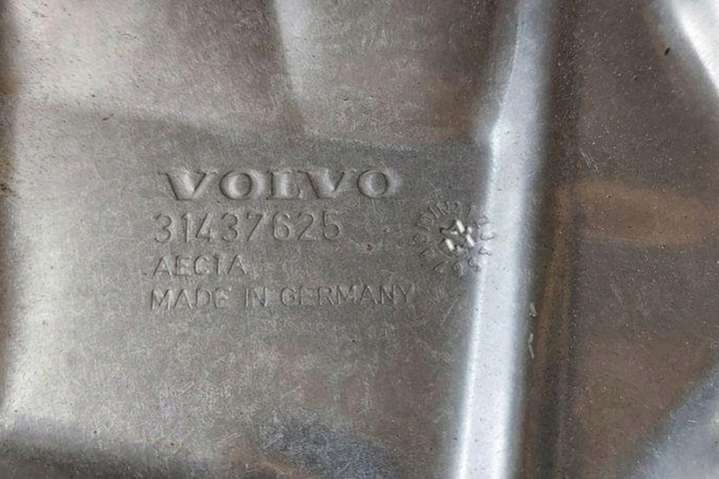 VOLVO
31437625
AECTA
MADE IN GERMANY